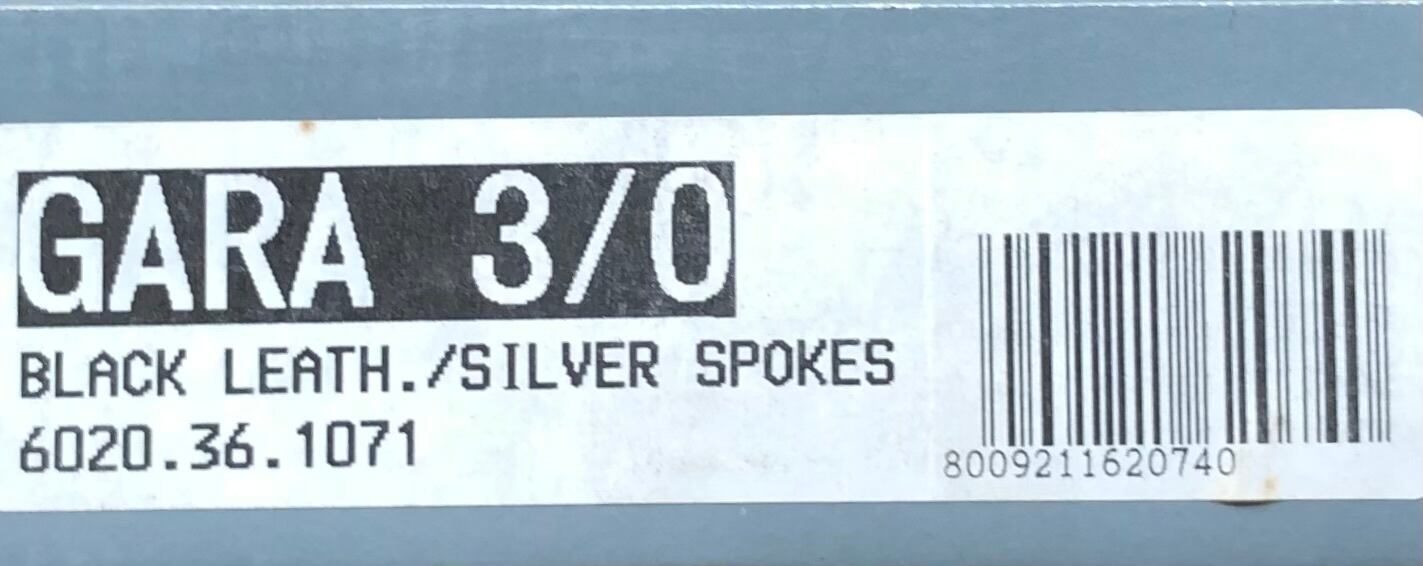 GARA 3/0
BLACK LEATH./SILVER SPOKES
6020.36.1071
8009211620740